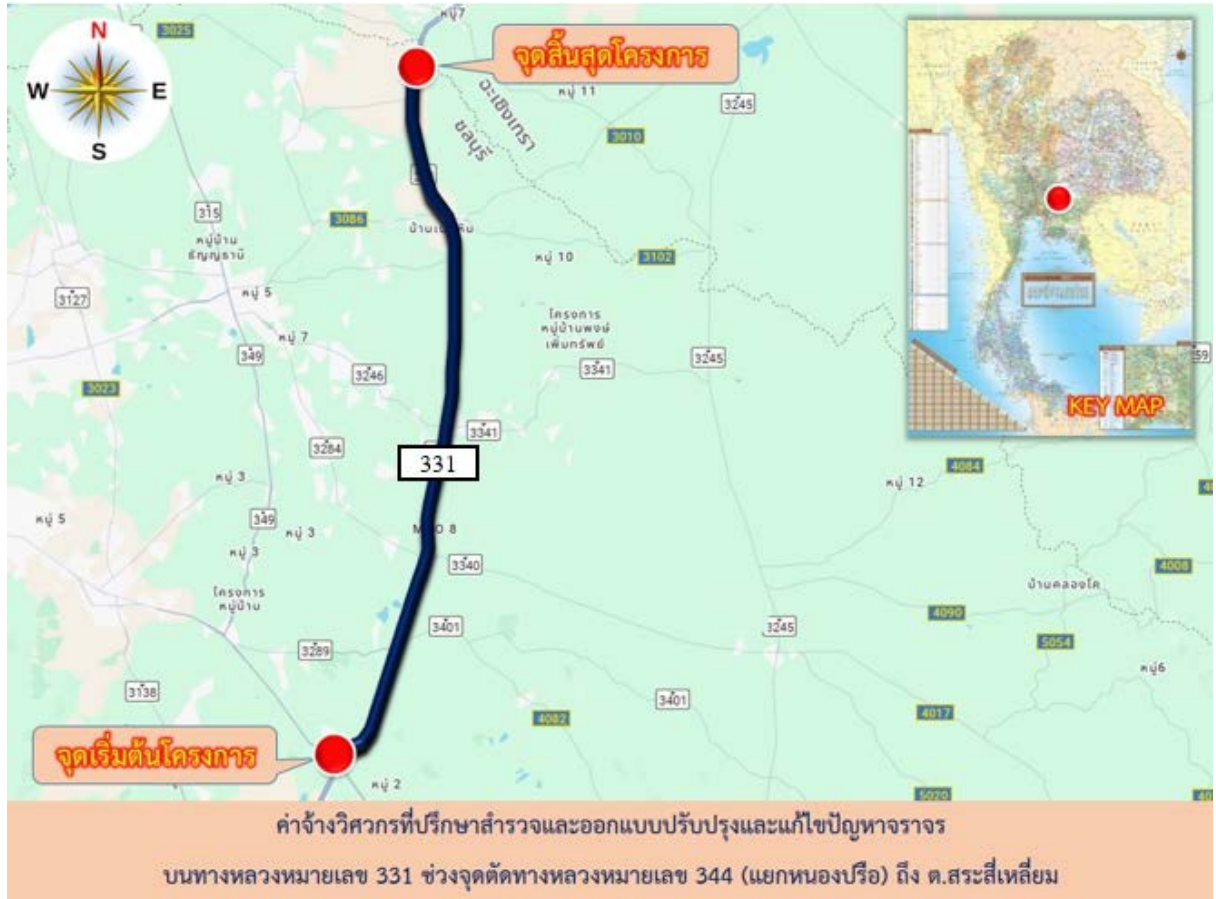 N
W E
S
3025
หมู่7
จุดสิ้นสุดโครงการ
ฉะเชิงเทรา
ชลบุรี
หมู่ 11
3245
3010
315
หมู่บ้าน
ธัญญธานี
3086
หมู่ 10
3102
3127
หมู่ 5
โครงการ
หมู่บ้านพงษ์
เพิ่มทรัพย์
หมู่ 7
349
3246
3341
3245
59
3023
KEY MAP
3341
3284
331
4084
หมู่ 3
หมู่ 12
หมู่ 5
349
หมู่ 3
หมู่ 3
3340
4008
โครงการ
หมู่บ้าน
บ้านคลองโค
4090
3401
3245
3289
5054
หมู่6
3138
3401
4082
4017
จุดเริ่มต้นโครงการ
หมู่ 2
5020
ค่าจ้างวิศวกรที่ปรึกษาสำรวจและออกแบบปรับปรุงและแก้ไขปัญหาจราจร
บนทางหลวงหมายเลข 331 ช่วงจุดตัดทางหลวงหมายเลข 344 (แยกหนองปรือ) ถึง ต.สระสี่เหลี่ยม